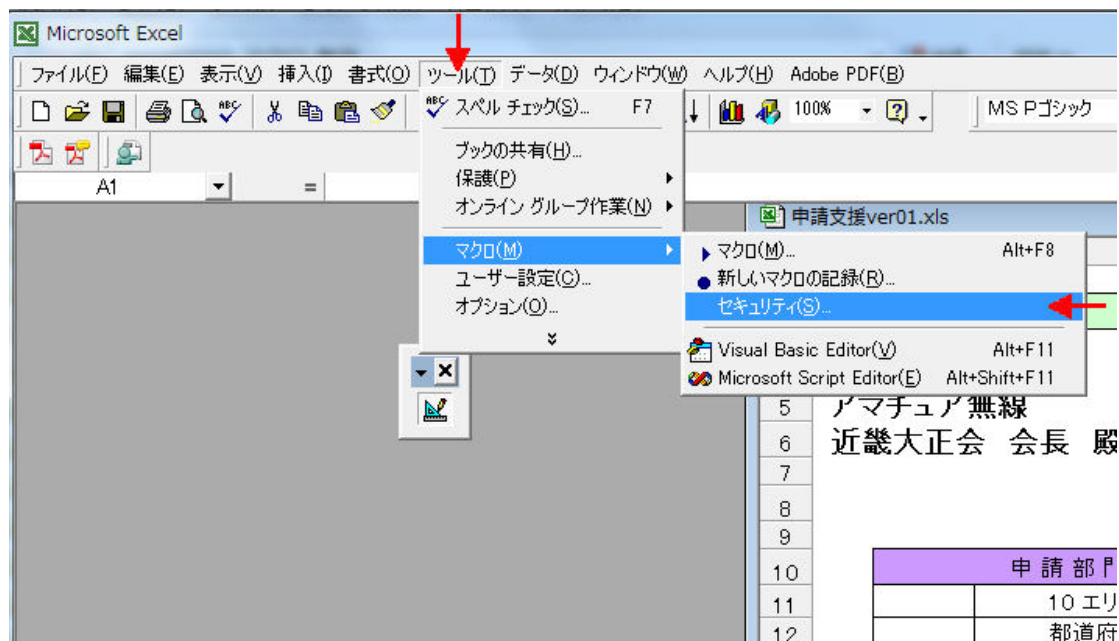 Microsoft Excel
ファイル(F) 編集(E) 表示(V) 挿入(I) 書式(O) ツール(T) データ(D) ウィンドウ(W) ヘルプ(H) Adobe PDF(B)
100% MS Pゴシック
スペル チェック(S)... F7
ブックの共有(H)...
保護(P)
オンライン グループ作業(N)
マクロ(M)
ユーザー設定(C)...
オプション(O)...
A1 =
申請支援ver01.xls
マクロ(M)... Alt+F8
新しいマクロの記録(R)...
セキュリティ(S)...
Visual Basic Editor(V) Alt+F11
Microsoft Script Editor(E) Alt+Shift+F11
5 アマチュア無線
6 近畿大正会 会長 殿
7
8
9
10 申請部門
11 10 エリ
12 都道府